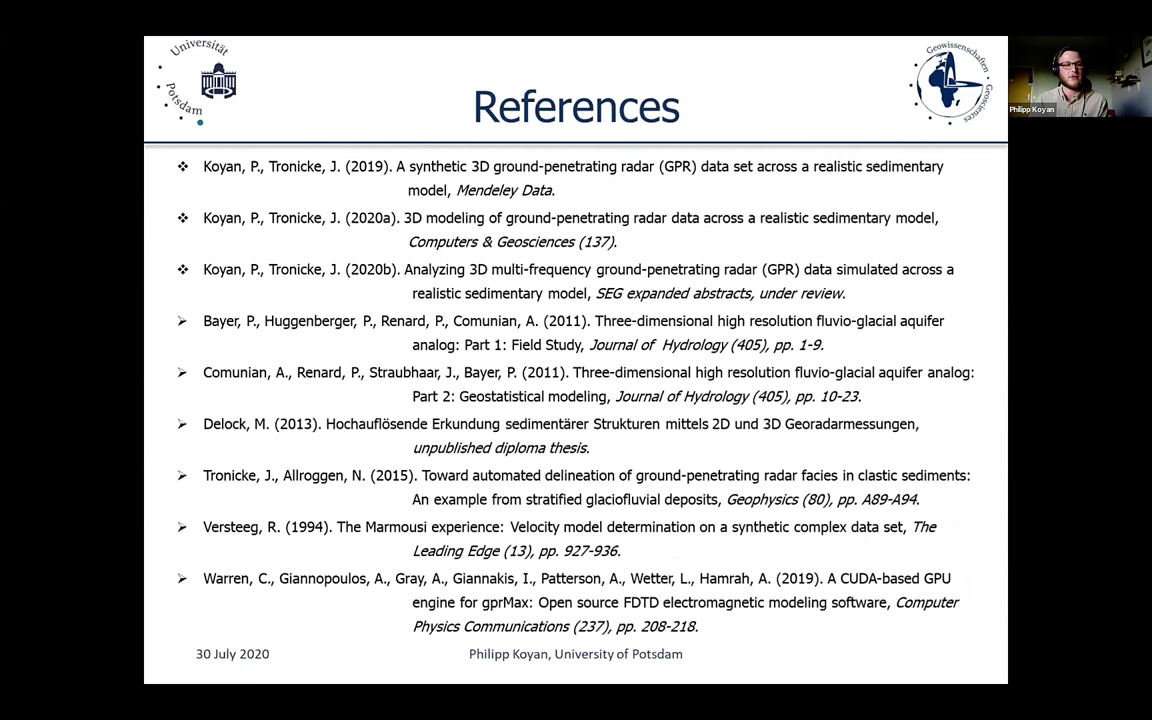 Universität
Potsdam
References
Geowissenschaften
Geosciences
Philipp Koyan
❖ Koyan, P., Tronicke, J. (2019). A synthetic 3D ground-penetrating radar (GPR) data set across a realistic sedimentary
model, Mendeley Data.
❖ Koyan, P., Tronicke, J. (2020a). 3D modeling of ground-penetrating radar data across a realistic sedimentary model,
Computers & Geosciences (137).
❖ Koyan, P., Tronicke, J. (2020b). Analyzing 3D multi-frequency ground-penetrating radar (GPR) data simulated across a
realistic sedimentary model, SEG expanded abstracts, under review.
➢ Bayer, P., Huggenberger, P., Renard, P., Comunian, A. (2011). Three-dimensional high resolution fluvio-glacial aquifer
analog: Part 1: Field Study, Journal of Hydrology (405), pp. 1-9.
➢ Comunian, A., Renard, P., Straubhaar, J., Bayer, P. (2011). Three-dimensional high resolution fluvio-glacial aquifer analog:
Part 2: Geostatistical modeling, Journal of Hydrology (405), pp. 10-23.
➢ Delock, M. (2013). Hochauflösende Erkundung sedimentärer Strukturen mittels 2D und 3D Georadarmessungen,
unpublished diploma thesis.
➢ Tronicke, J., Allroggen, N. (2015). Toward automated delineation of ground-penetrating radar facies in clastic sediments:
An example from stratified glaciofluvial deposits, Geophysics (80), pp. A89-A94.
➢ Versteeg, R. (1994). The Marmousi experience: Velocity model determination on a synthetic complex data set, The
Leading Edge (13), pp. 927-936.
➢ Warren, C., Giannopoulos, A., Gray, A., Giannakis, I., Patterson, A., Wetter, L., Hamrah, A. (2019). A CUDA-based GPU
engine for gprMax: Open source FDTD electromagnetic modeling software, Computer
Physics Communications (237), pp. 208-218.
30 July 2020
Philipp Koyan, University of Potsdam